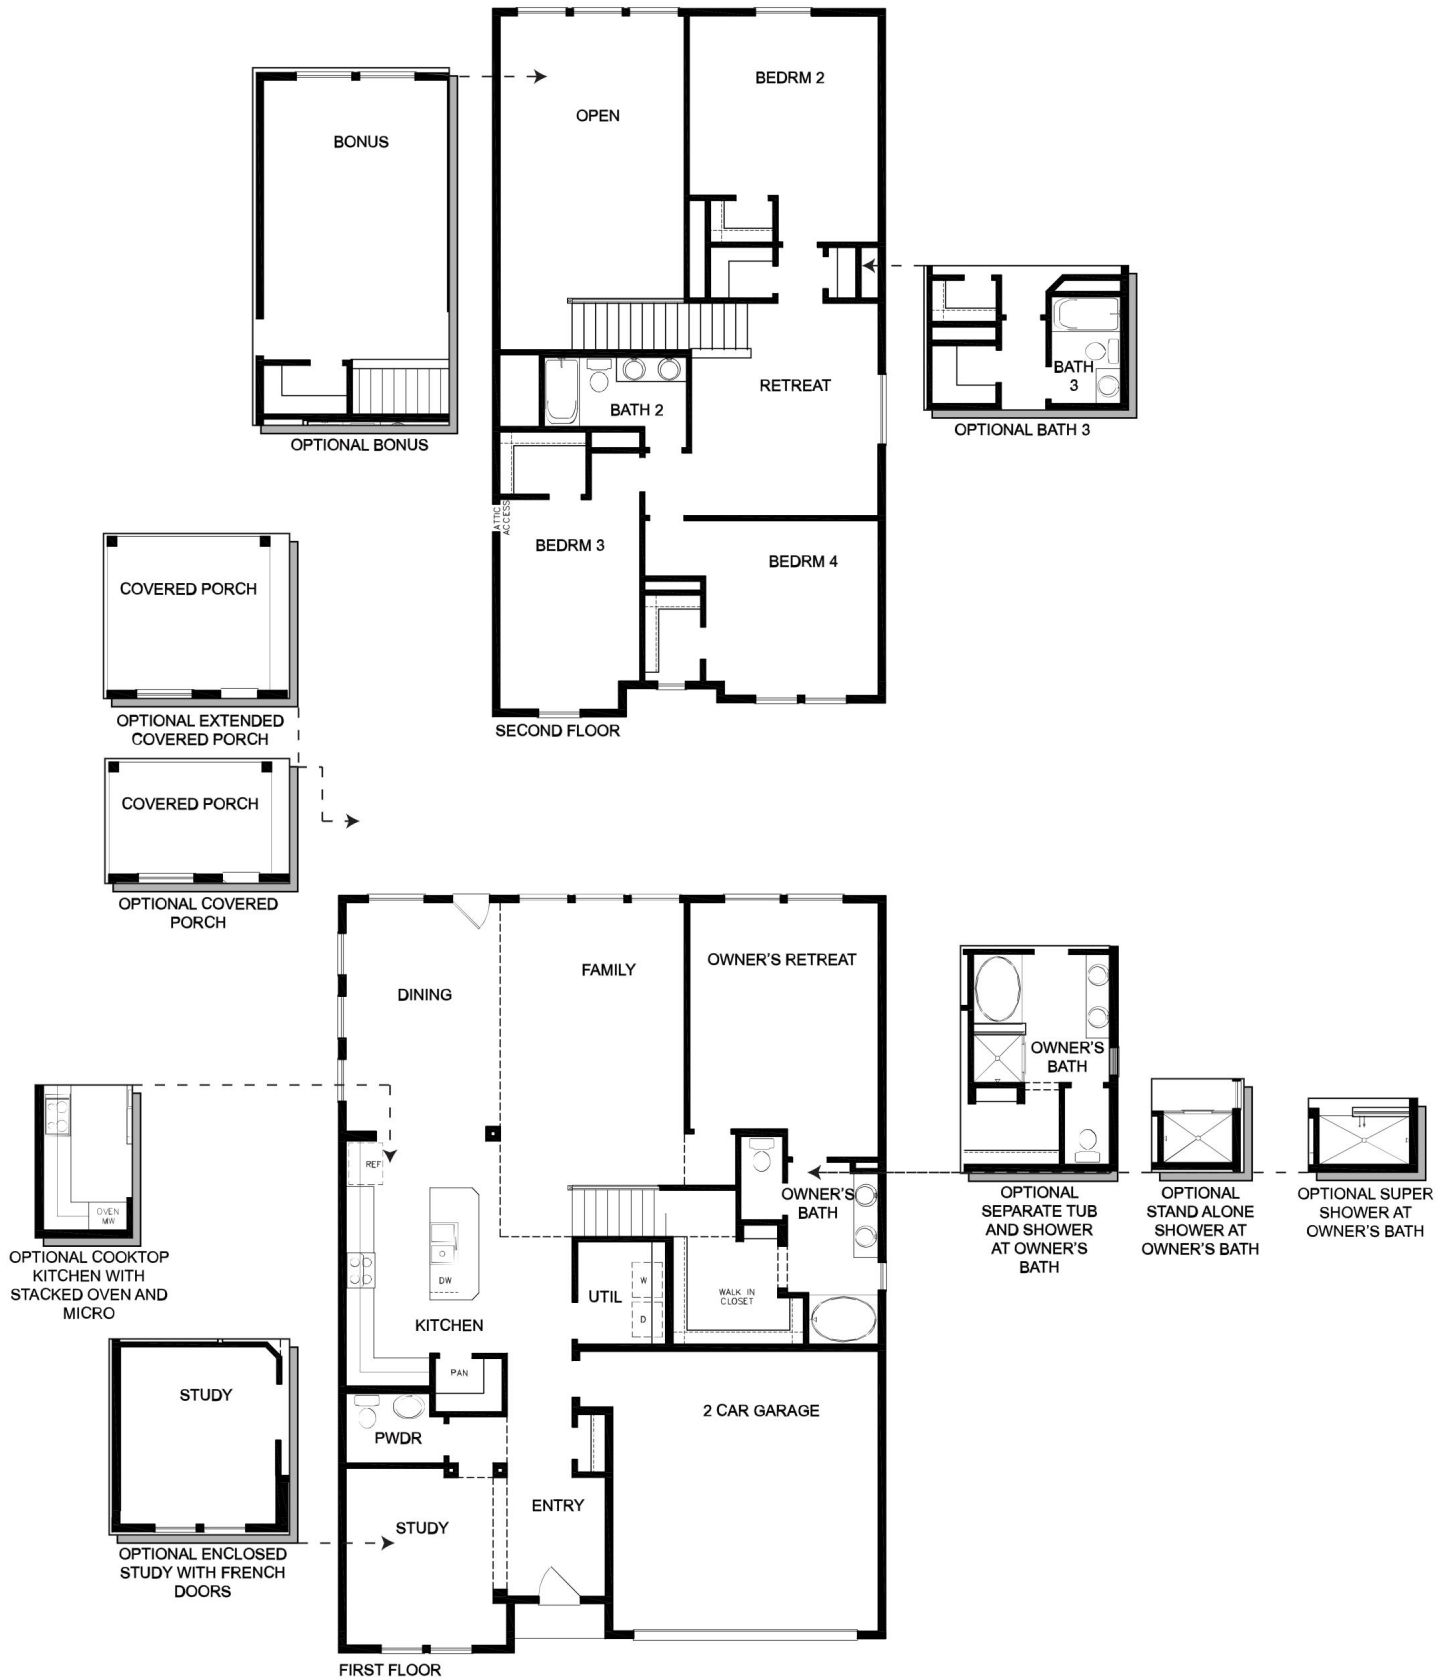 BEDRM 2
OPEN
BONUS
RETREAT
BATH
3
BATH 2
OPTIONAL BATH 3
OPTIONAL BONUS
ATTIC
ACCESS
BEDRM 3
BEDRM 4
COVERED PORCH
OPTIONAL EXTENDED
COVERED PORCH
SECOND FLOOR
COVERED PORCH
OPTIONAL COVERED
PORCH
OWNER'S RETREAT
FAMILY
DINING
OWNER'S
BATH
REF
OWNER'S
BATH
OPTIONAL
SEPARATE TUB
AND SHOWER
AT OWNER'S
BATH
OPTIONAL
STAND ALONE
SHOWER AT
OWNER'S BATH
OPTIONAL SUPER
SHOWER AT
OWNER'S BATH
OVEN
MW
OPTIONAL COOKTOP
KITCHEN WITH
STACKED OVEN AND
MICRO
DW
W
D
UTIL
WALK IN
CLOSET
KITCHEN
PAN
STUDY
2 CAR GARAGE
PWDR
ENTRY
STUDY
OPTIONAL ENCLOSED
STUDY WITH FRENCH
DOORS
FIRST FLOOR